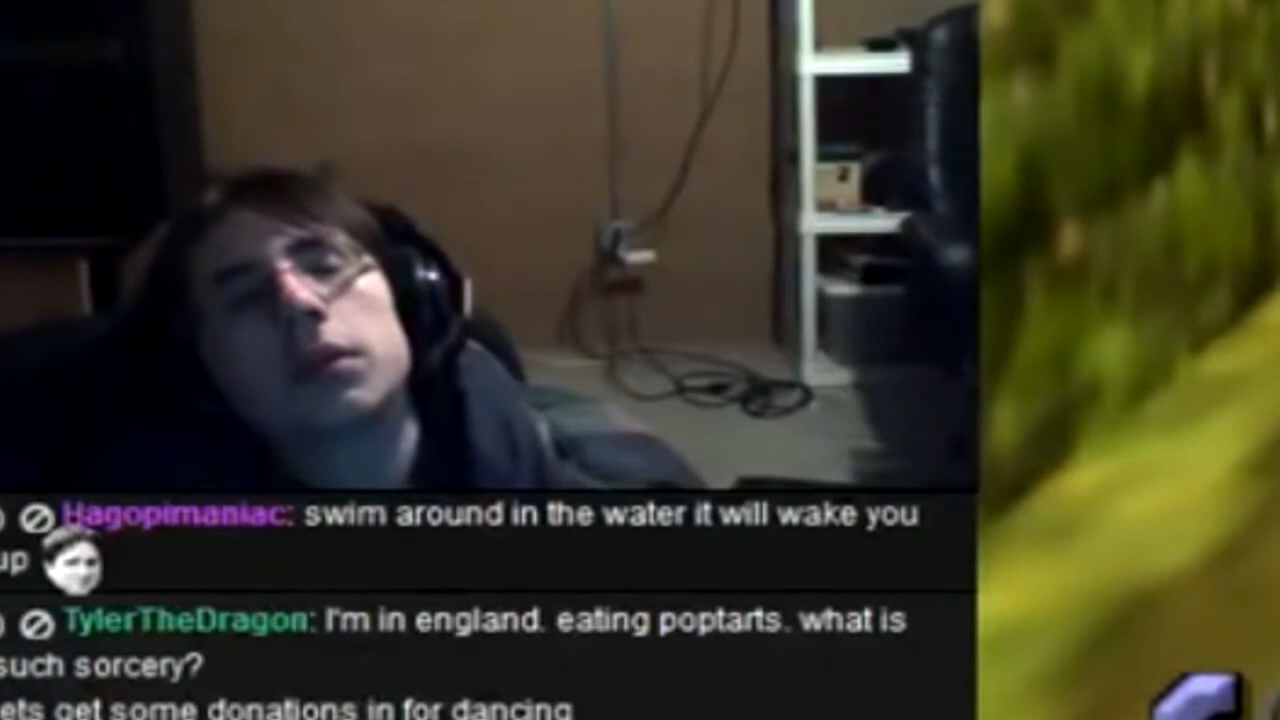 Hagopimaniac: swim around in the water it will wake you
up
TylerTheDragon: I'm in england. eating poptarts. what is
such sorcery?
ets get some donations in for dancing